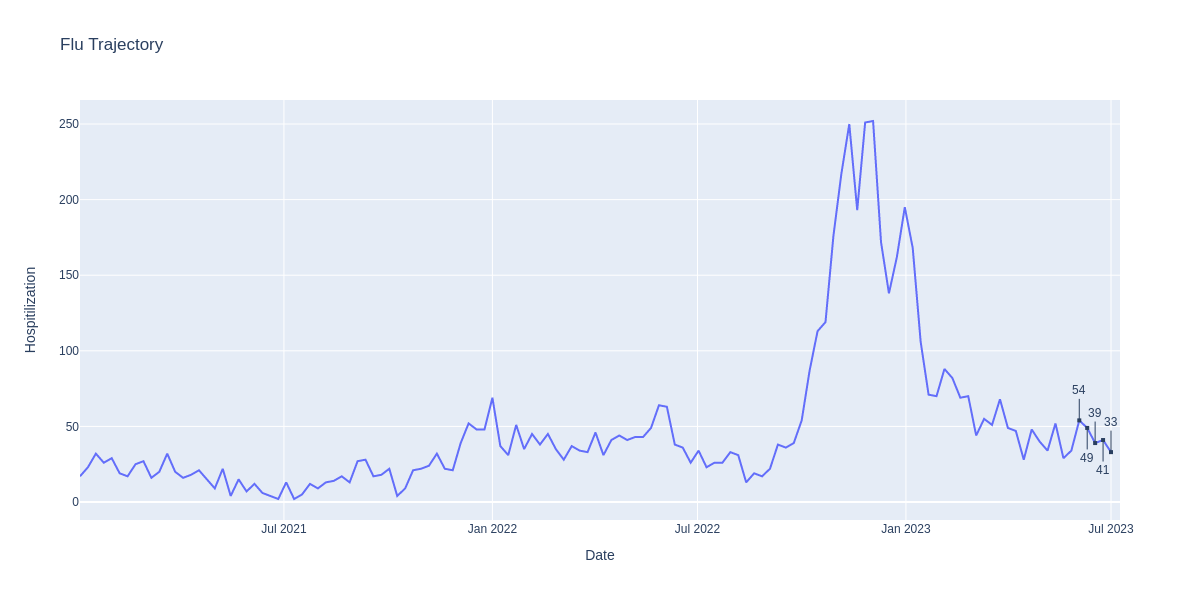 Flu Trajectory
Hospitilization
250
200
150
100
50
0
54
39
33
49
41
Jul 2021
Jan 2022
Jul 2022
Jan 2023
Jul 2023
Date